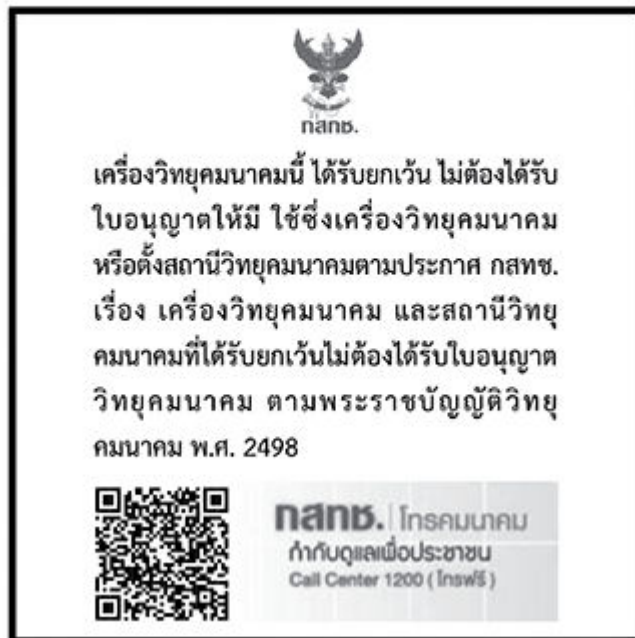 กสทช.
เครื่องวิทยุคมนาคมนี้ ได้รับยกเว้น ไม่ต้องได้รับ
ใบอนุญาตให้มี ใช้ซึ่งเครื่องวิทยุคมนาคม
หรือตั้งสถานีวิทยุคมนาคมตามประกาศ กสทช.
เรื่อง เครื่องวิทยุคมนาคม และสถานีวิทยุ
คมนาคมที่ได้รับยกเว้นไม่ต้องได้รับใบอนุญาต
วิทยุคมนาคม ตามพระราชบัญญัติวิทยุ
คมนาคม พ.ศ. 2498
กสทช. | โทรคมนาคม
กำกับดูแลเพื่อประชาชน
Call Center 1200 ( โทรฟรี )